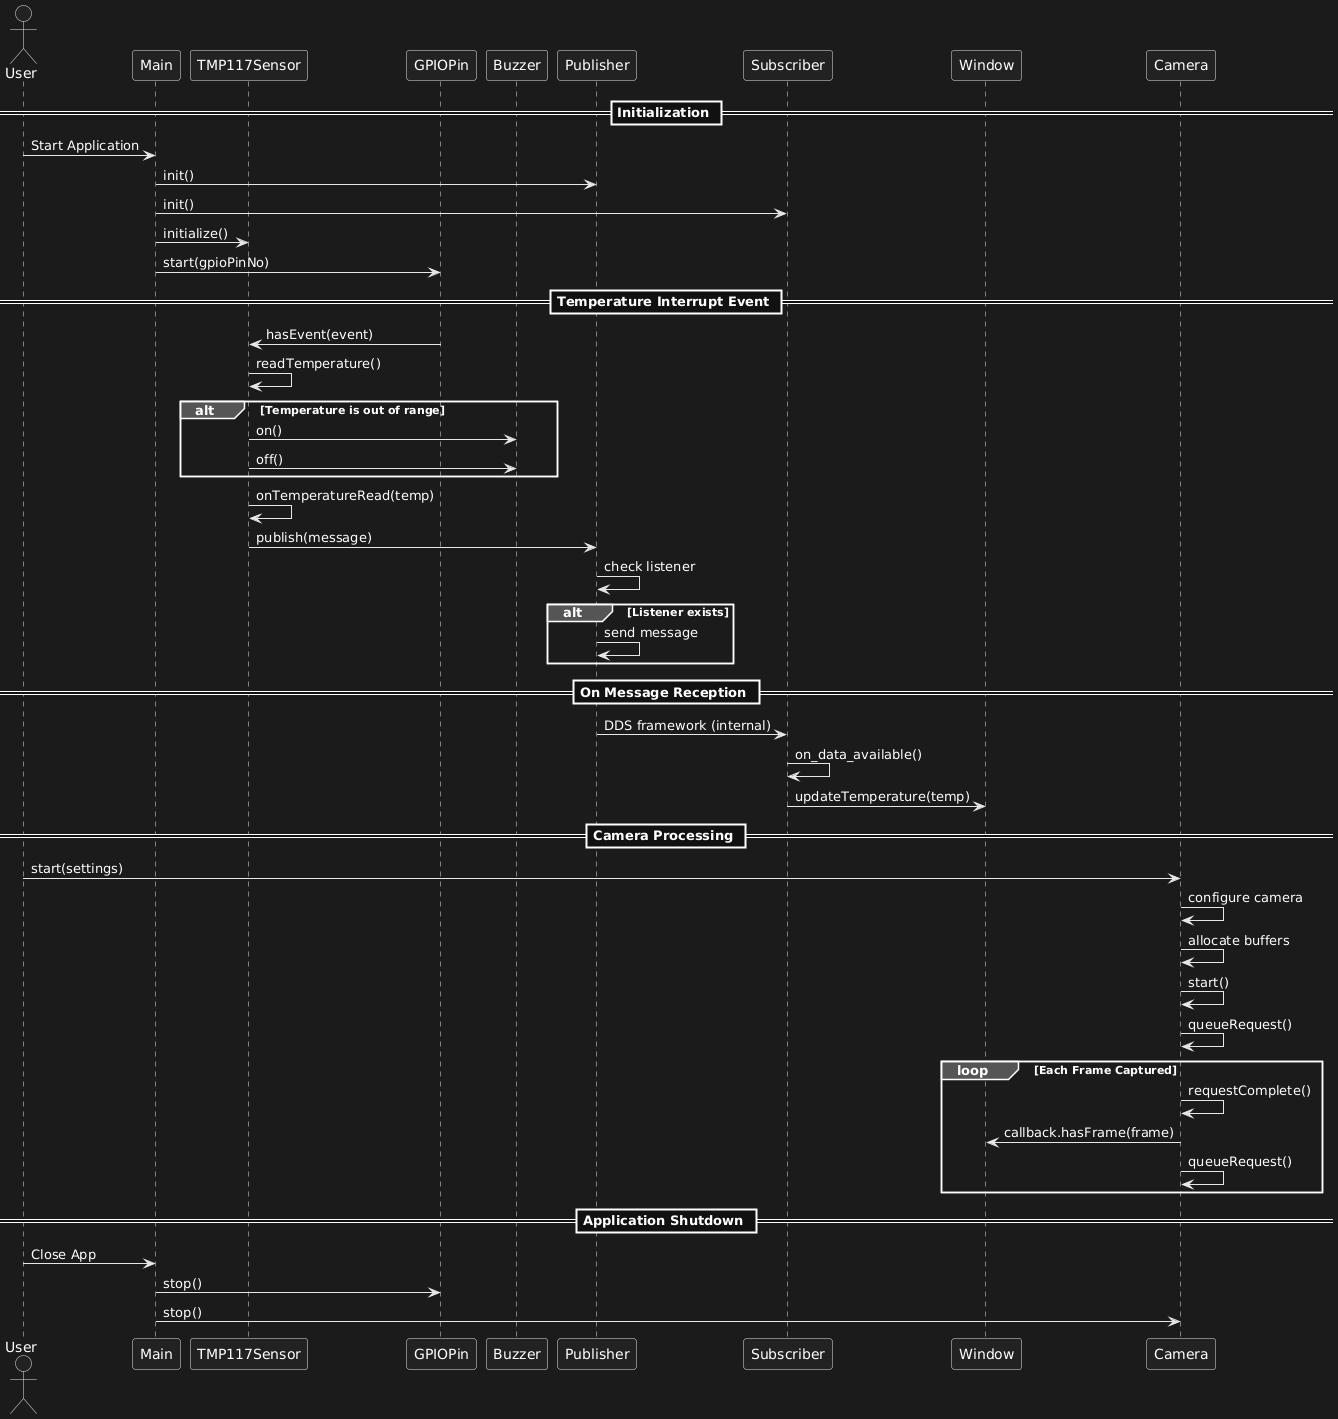 User
Main
TMP117Sensor
GPIOPin
Buzzer
Publisher
Subscriber
Window
Camera
Initialization
Start Application
init()
init()
initialize()
start(gpioPinNo)
Temperature Interrupt Event
hasEvent(event)
readTemperature()
alt
[Temperature is out of range]
on()
off()
onTemperatureRead(temp)
publish(message)
check listener
alt
[Listener exists]
send message
On Message Reception
DDS framework (internal)
on_data_available()
updateTemperature(temp)
Camera Processing
start(settings)
configure camera
allocate buffers
start()
queueRequest()
loop
[Each Frame Captured]
requestComplete()
callback.hasFrame(frame)
queueRequest()
Application Shutdown
Close App
stop()
stop()
User
Main
TMP117Sensor
GPIOPin
Buzzer
Publisher
Subscriber
Window
Camera